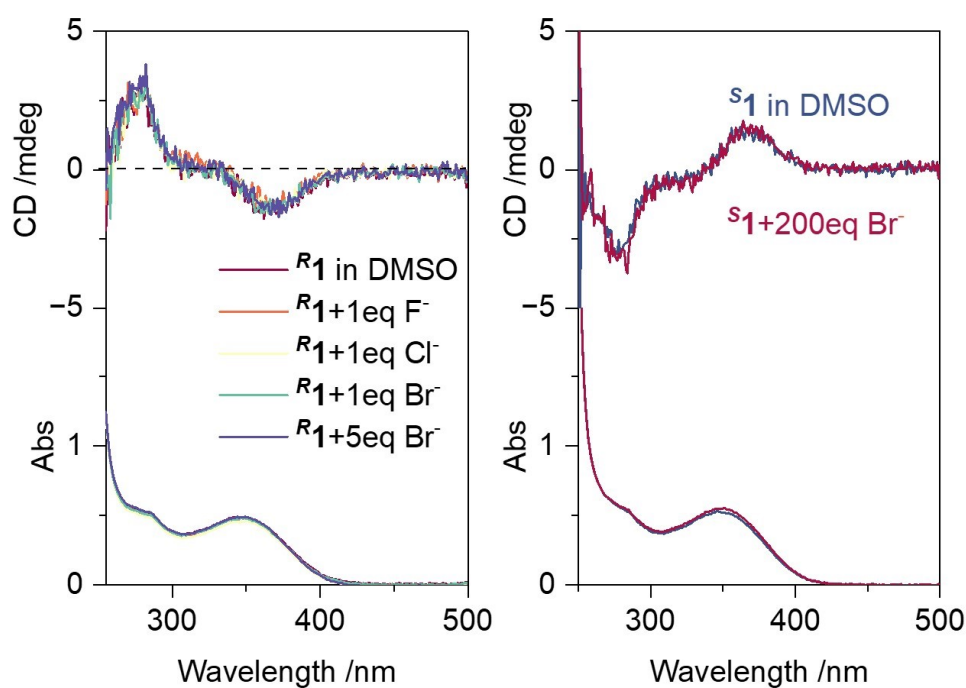 5
0
−5
1
0
CD /mdeg
Abs
ᴿ1 in DMSO
ᴿ1+1eq F⁻
ᴿ1+1eq Cl⁻
ᴿ1+1eq Br⁻
ᴿ1+5eq Br⁻
300 400 500
Wavelength /nm
5
0
−5
1
0
CD /mdeg
Abs
ˢ1 in DMSO
ˢ1+200eq Br⁻
300 400 500
Wavelength /nm